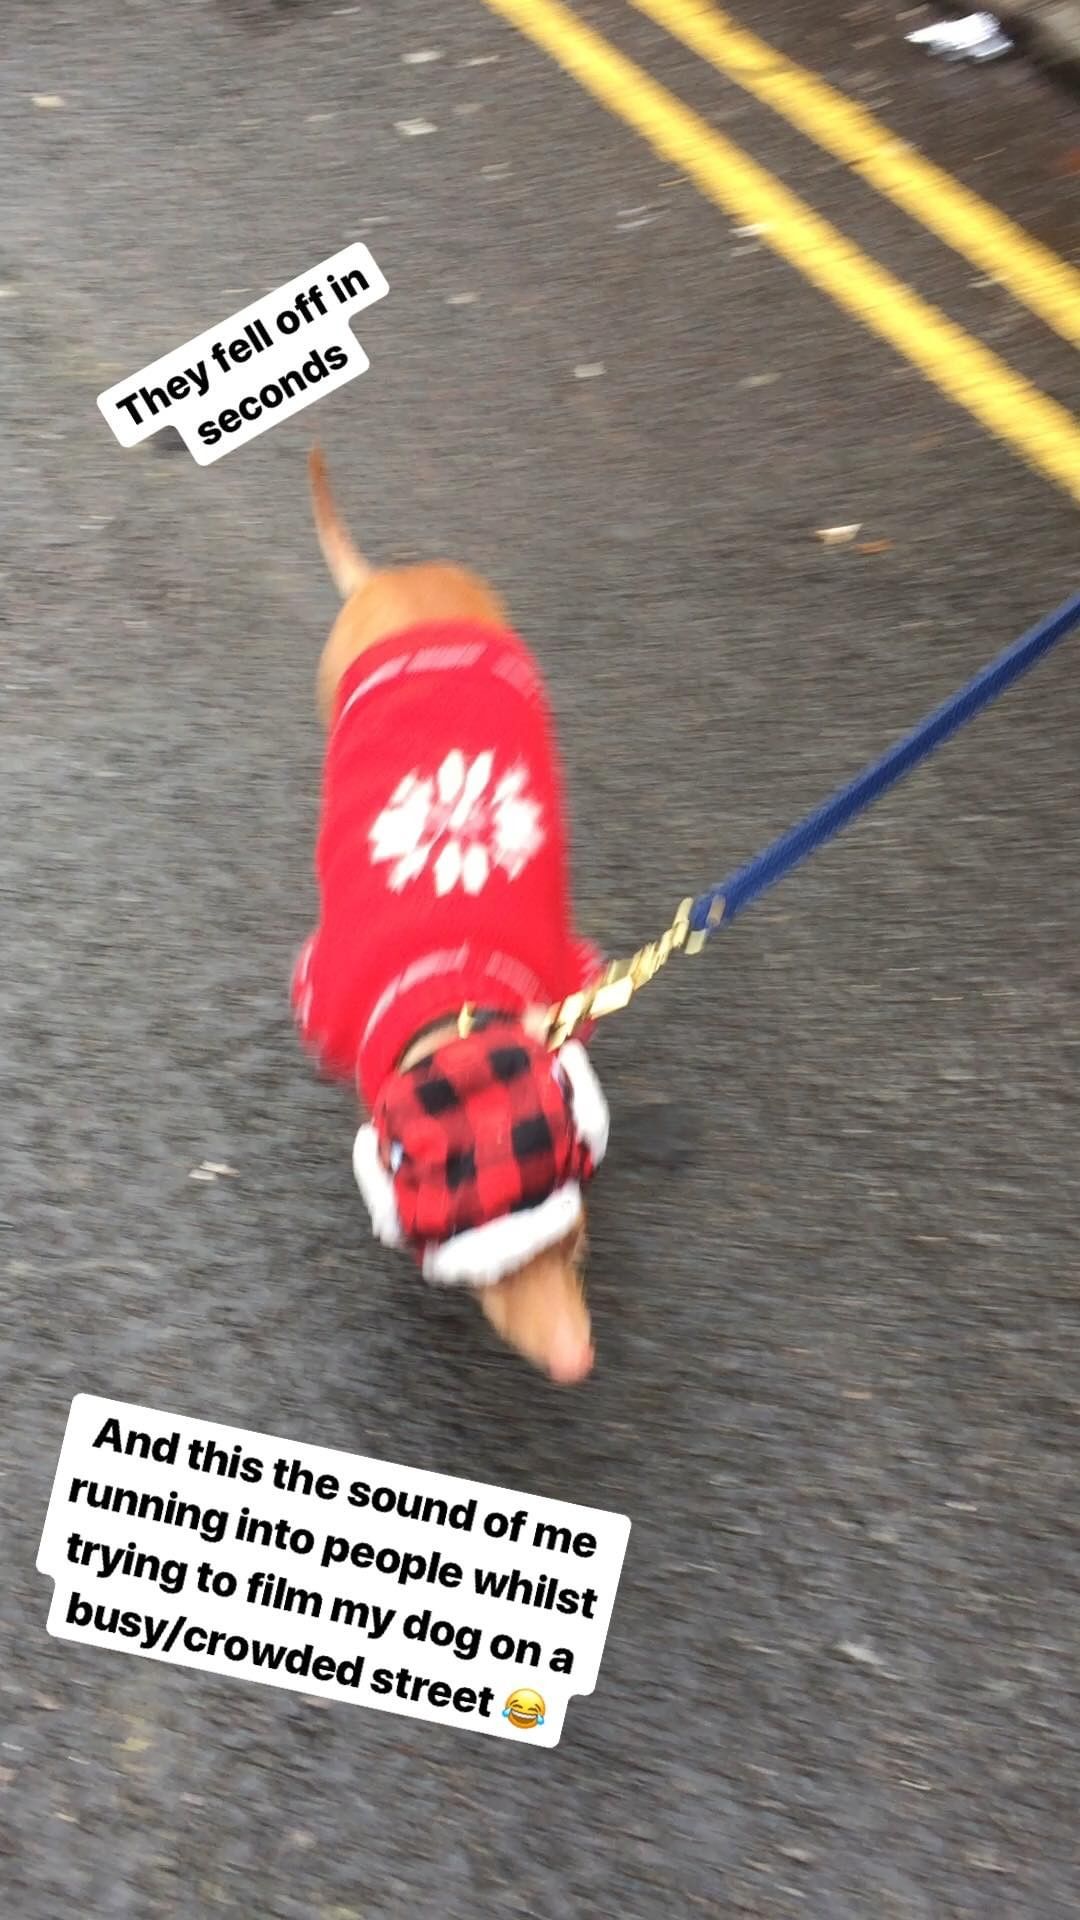 They fell off in
seconds
And this the sound of me
running into people whilst
trying to film my dog on a
busy/crowded street 😂